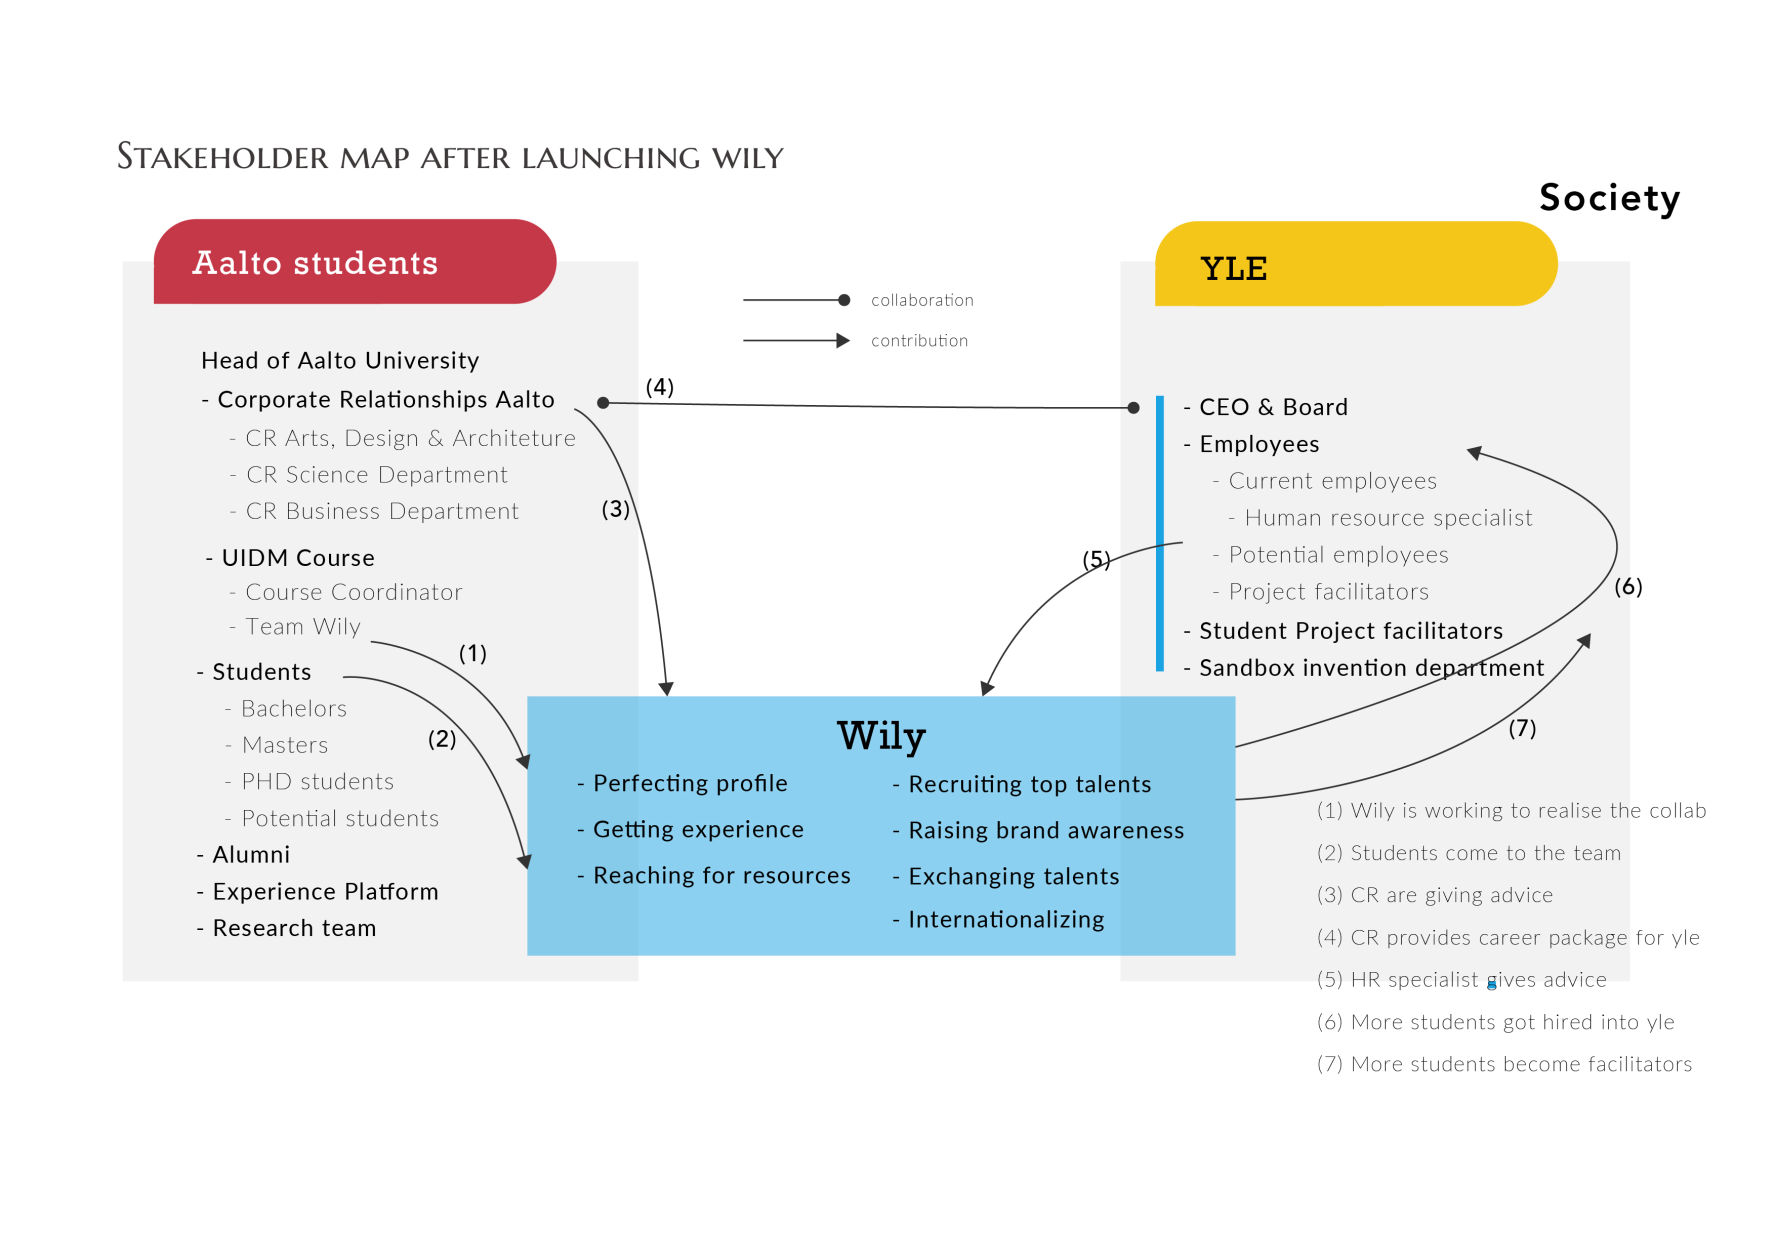 Stakeholder map after launching wily
Society
Aalto students
Head of Aalto University
- Corporate Relationships Aalto
- CR Arts, Design & Architeture
- CR Science Department
- CR Business Department
- UIDM Course
- Course Coordinator
- Team Wily
- Students
- Bachelors
- Masters
- PHD students
- Potential students
- Alumni
- Experience Platform
- Research team
collaboration
contribution
(4)
(3)
(5)
(1)
(2)
(6)
(7)
YLE
- CEO & Board
- Employees
- Current employees
- Human resource specialist
- Potential employees
- Project facilitators
- Student Project facilitators
- Sandbox invention department
Wily
- Perfecting profile
- Getting experience
- Reaching for resources
- Recruiting top talents
- Raising brand awareness
- Exchanging talents
- Internationalizing
(1) Wily is working to realise the collab
(2) Students come to the team
(3) CR are giving advice
(4) CR provides career package for yle
(5) HR specialist gives advice
(6) More students got hired into yle
(7) More students become facilitators